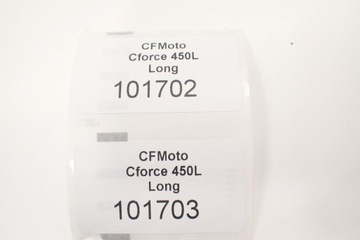 CFMoto
Cforce 450L
Long
101702
CFMoto
Cforce 450L
Long
101703